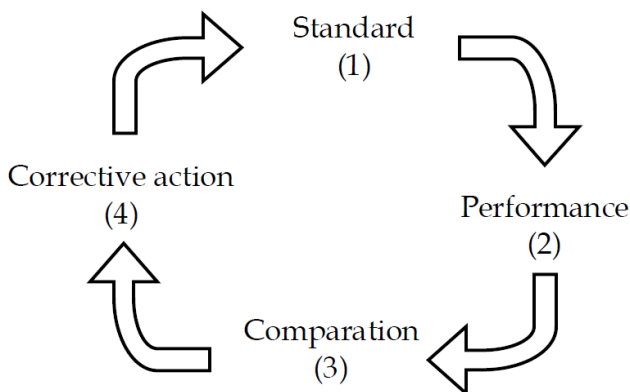 Standard
(1)
Performance
(2)
Comparation
(3)
Corrective action
(4)